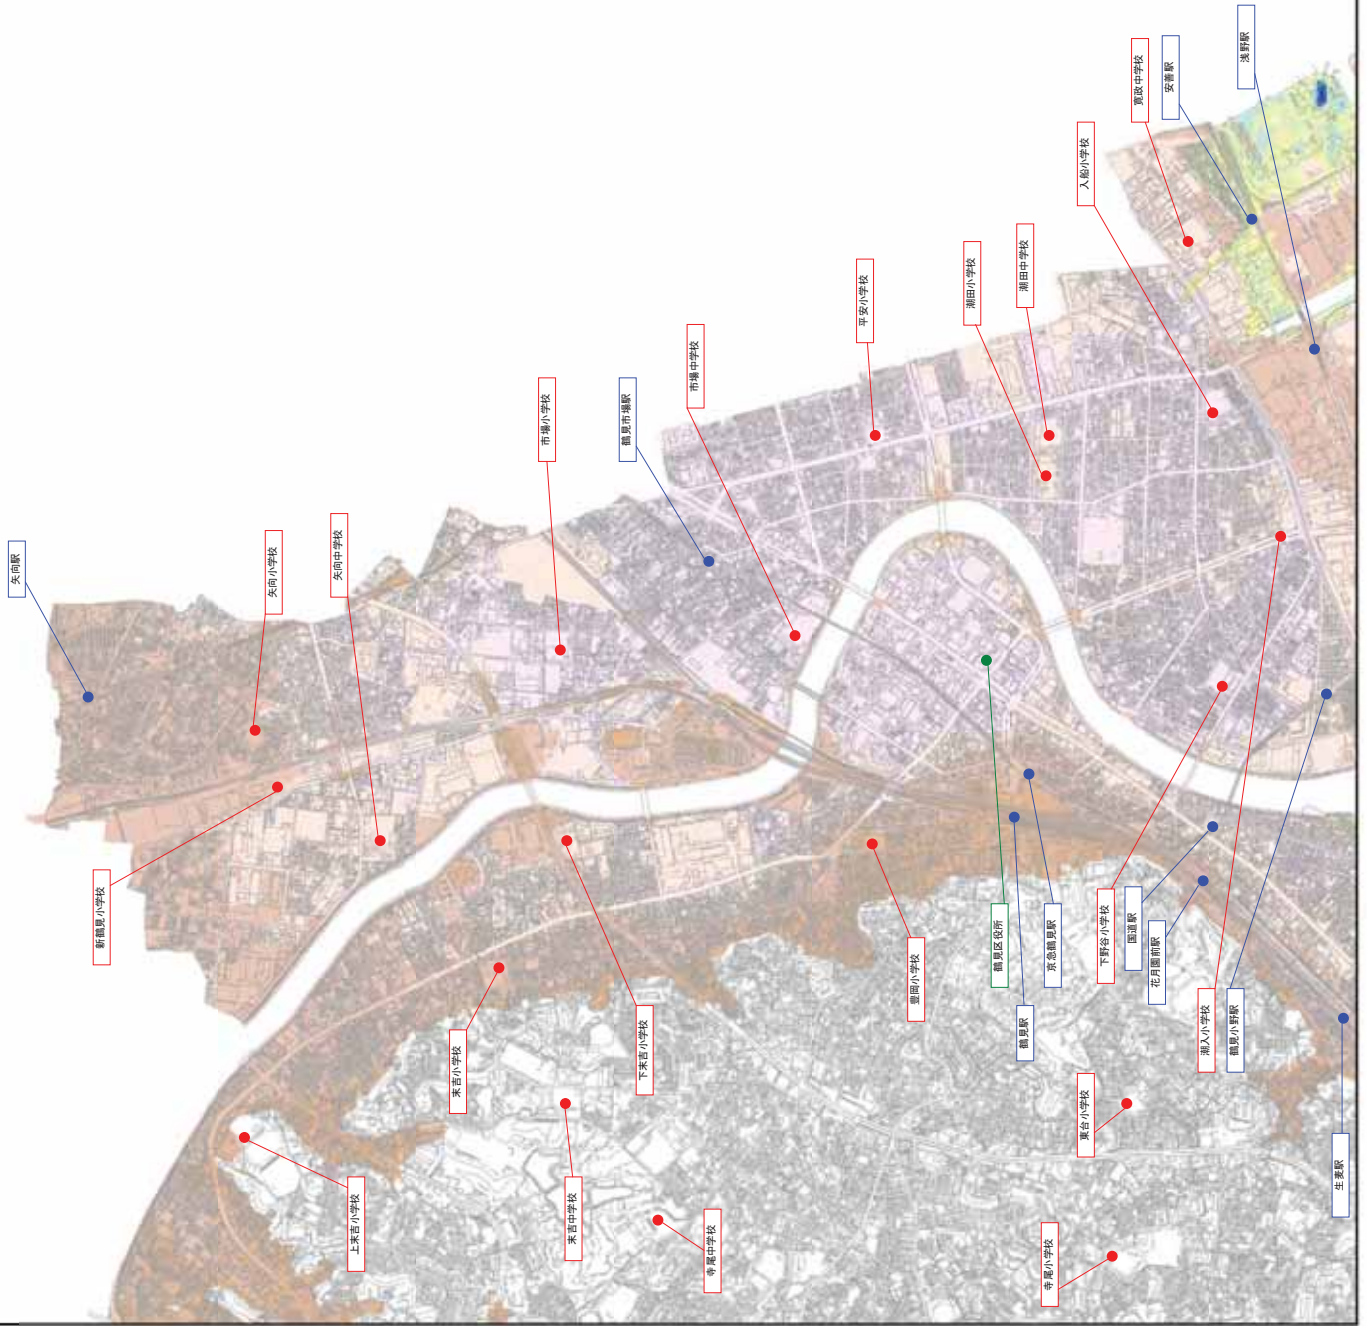 矢向駅
矢向小学校
矢向中学校
新鶴見小学校
市場小学校
鶴見市場駅
市場中学校
平安小学校
潮田小学校
潮田中学校
入船小学校
寛政中学校
安善駅
浅野駅
上末吉小学校
末吉小学校
末吉中学校
下末吉小学校
寺尾中学校
豊岡小学校
鶴見区役所
鶴見駅
京急鶴見駅
下野谷小学校
国道駅
花月園前駅
潮入小学校
鶴見小野駅
東台小学校
寺尾小学校
生麦駅